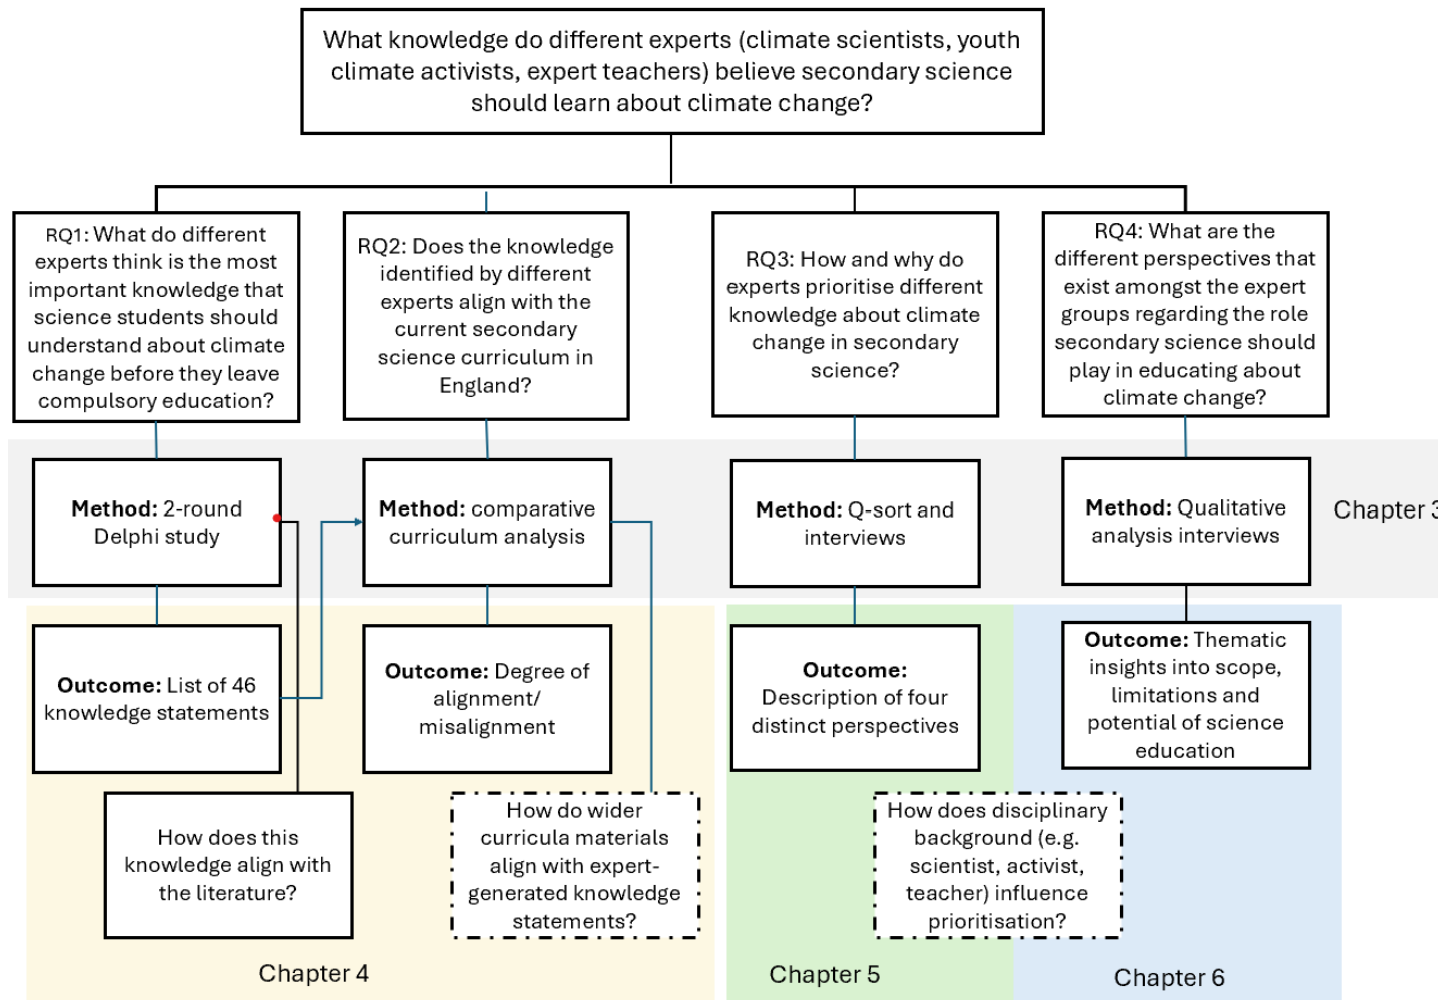 What knowledge do different experts (climate scientists, youth
climate activists, expert teachers) believe secondary science
should learn about climate change?
RQ1: What do different
experts think is the most
important knowledge that
science students should
understand about climate
change before they leave
compulsory education?
RQ2: Does the knowledge
identified by different
experts align with the
current secondary
science curriculum in
England?
RQ3: How and why do
experts prioritise different
knowledge about climate
change in secondary
science?
RQ4: What are the
different perspectives that
exist amongst the expert
groups regarding the role
secondary science should
play in educating about
climate change?
Method: 2-round
Delphi study
Method: comparative
curriculum analysis
Method: Q-sort and
interviews
Method: Qualitative
analysis interviews
Chapter 3
Outcome: List of 46
knowledge statements
Outcome: Degree of
alignment/
misalignment
Outcome:
Description of four
distinct perspectives
Outcome: Thematic
insights into scope,
limitations and
potential of science
education
How does this
knowledge align with
the literature?
How do wider
curricula materials
align with expert-
generated knowledge
statements?
How does disciplinary
background (e.g.
scientist, activist,
teacher) influence
prioritisation?
Chapter 4
Chapter 5
Chapter 6